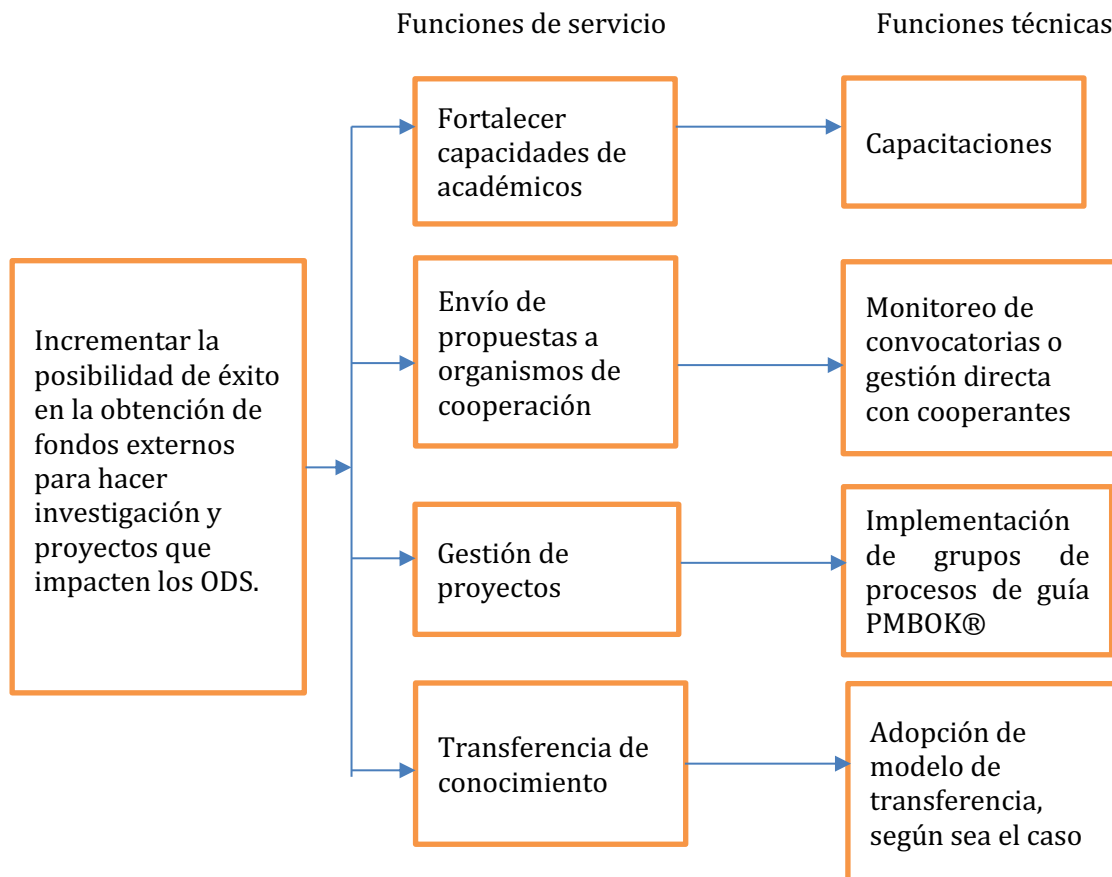 Funciones de servicio
Funciones técnicas
Fortalecer
capacidades de
académicos
Capacitaciones
Incrementar la
posibilidad de éxito
en la obtención de
fondos externos
para hacer
investigación y
proyectos que
impacten los ODS.
Envío de
propuestas a
organismos de
cooperación
Monitoreo de
convocatorias o
gestión directa
con cooperantes
Gestión de
proyectos
Implementación
de grupos de
procesos de guía
PMBOK®
Transferencia de
conocimiento
Adopción de
modelo de
transferencia,
según sea el caso